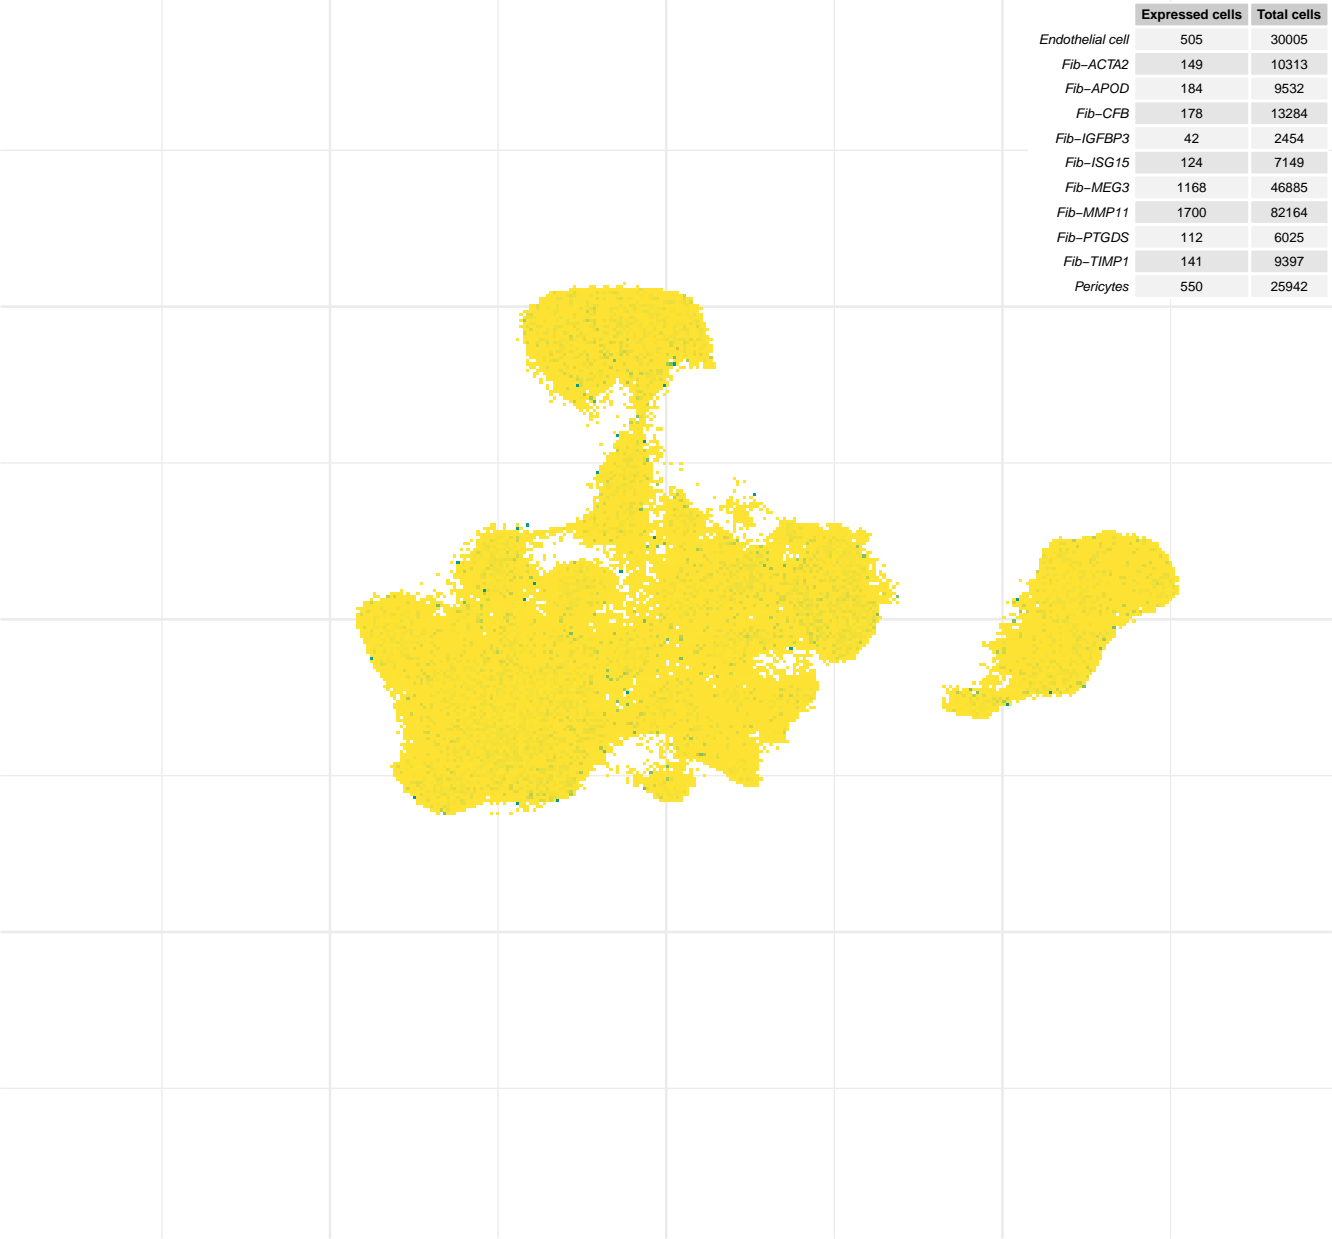 Expressed cells Total cells
Endothelial cell 505 30005
Fib−ACTA2 149 10313
Fib−APOD 184 9532
Fib−CFB 178 13284
Fib−IGFBP3 42 2454
Fib−ISG15 124 7149
Fib−MEG3 1168 46885
Fib−MMP11 1700 82164
Fib−PTGDS 112 6025
Fib−TIMP1 141 9397
Pericytes 550 25942